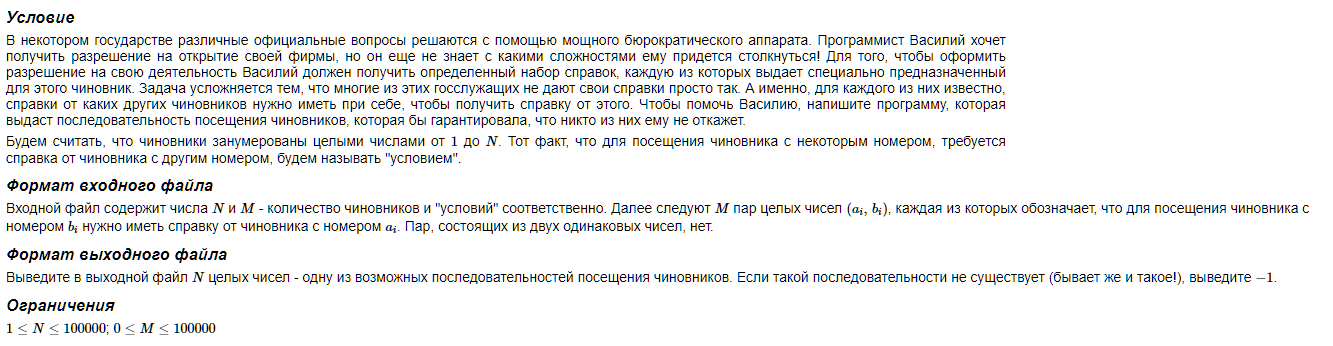 Условие
В некотором государстве различные официальные вопросы решаются с помощью мощного бюрократического аппарата. Программист Василий хочет
получить разрешение на открытие своей фирмы, но он еще не знает с какими сложностями ему придется столкнуться! Для того, чтобы оформить
разрешение на свою деятельность Василий должен получить определенный набор справок, каждую из которых выдает специально предназначенный
для этого чиновник. Задача усложняется тем, что многие из этих госслужащих не дают свои справки просто так. А именно, для каждого из них известно,
справки от каких других чиновников нужно иметь при себе, чтобы получить справку от этого. Чтобы помочь Василию, напишите программу, которая
выдаст последовательность посещения чиновников, которая бы гарантировала, что никто из них ему не откажет.
Будем считать, что чиновники занумерованы целыми числами от 1 до N. Тот факт, что для посещения чиновника с некоторым номером, требуется
справка от чиновника с другим номером, будем называть "условием".
Формат входного файла
Входной файл содержит числа N и M - количество чиновников и "условий" соответственно. Далее следуют M пар целых чисел (aᵢ, bᵢ), каждая из которых обозначает, что для посещения чиновника с
номером bᵢ нужно иметь справку от чиновника с номером aᵢ. Пар, состоящих из двух одинаковых чисел, нет.
Формат выходного файла
Выведите в выходной файл N целых чисел - одну из возможных последовательностей посещения чиновников. Если такой последовательности не существует (бывает же и такое!), выведите −1.
Ограничения
1 ≤ N ≤ 100000; 0 ≤ M ≤ 100000